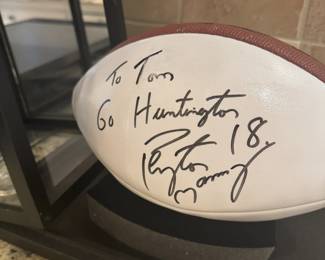 To Tom
Go Huntington
Peyton Manning 18.